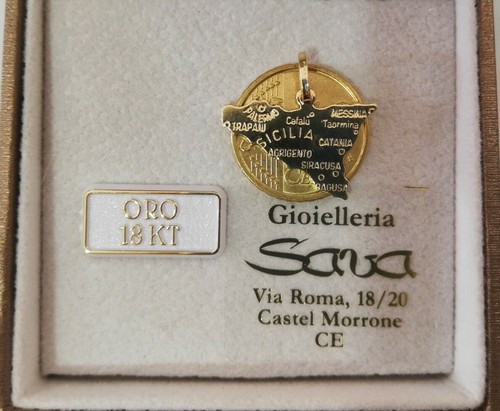 PALERMO
MESSINA
TRAPANI
Cefalù
Taormina
SICILIA
CATANIA
AGRIGENTO
SIRACUSA
RAGUSA
ORO
18 KT
Gioielleria
Sava
Via Roma, 18/20
Castel Morrone
CE